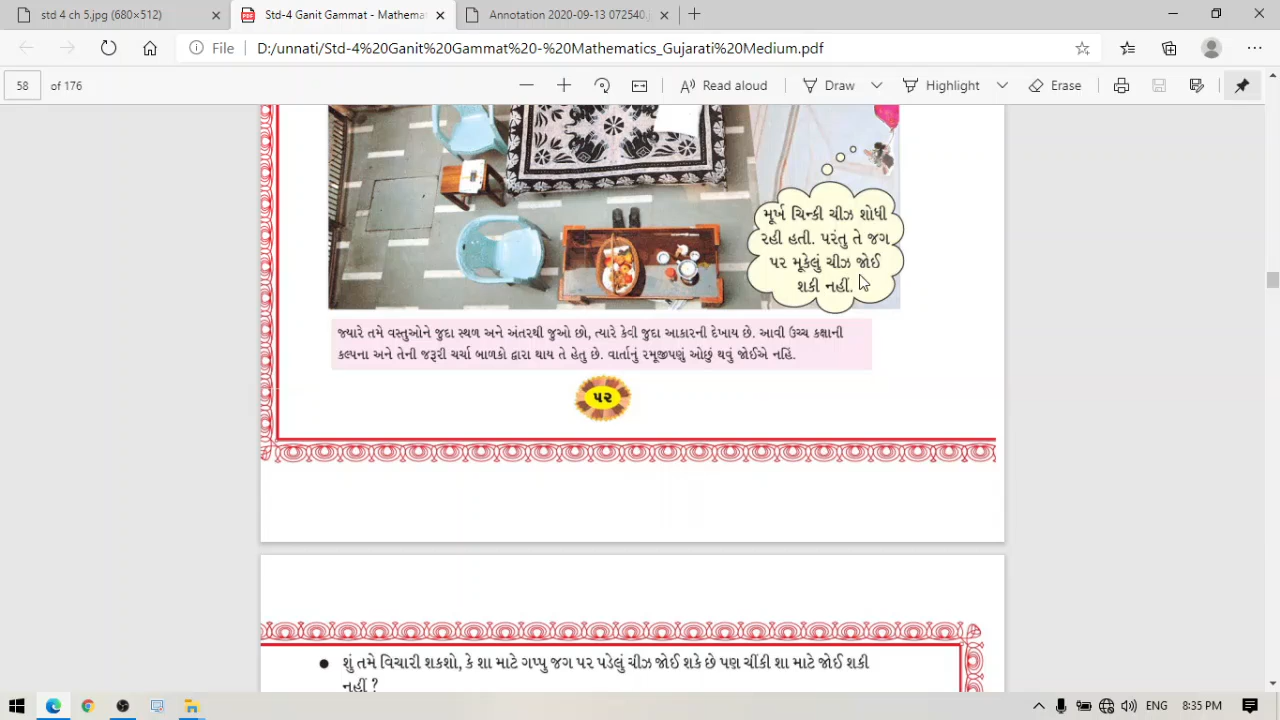 std 4 ch 5.jpg (680×512)
Std-4 Ganit Gammat - Mathemati
Annotation 2020-09-13 072540.j
File
D:/unnati/Std-4%20Ganit%20Gammat%20-%20Mathematics_Gujarati%20Medium.pdf
58 of 176
Read aloud
Draw
Highlight
Erase
મૂર્ખ ચિન્કી ચીઝ શોધી
રહી હતી. પરંતુ તે જગ
પર મૂકેલું ચીઝ જોઈ
શકી નહીં.
જ્યારે તમે વસ્તુઓને જુદા સ્થળ અને અંતરથી જુઓ છો, ત્યારે કેવી જુદા આકારની દેખાય છે. આવી ઉચ્ચ કક્ષાની
કલ્પના અને તેની જરૂરી ચર્ચા બાળકો દ્વારા થાય તે હેતુ છે. વાર્તાનું રમૂજીપણું ઓછું થવું જોઈએ નહિં.
૫૨
● શું તમે વિચારી શકશો, કે શા માટે ગપ્પુ જગ પર પડેલું ચીઝ જોઈ શકે છે પણ ચીંકી શા માટે જોઈ શકી
નહીં ?
ENG
8:35 PM